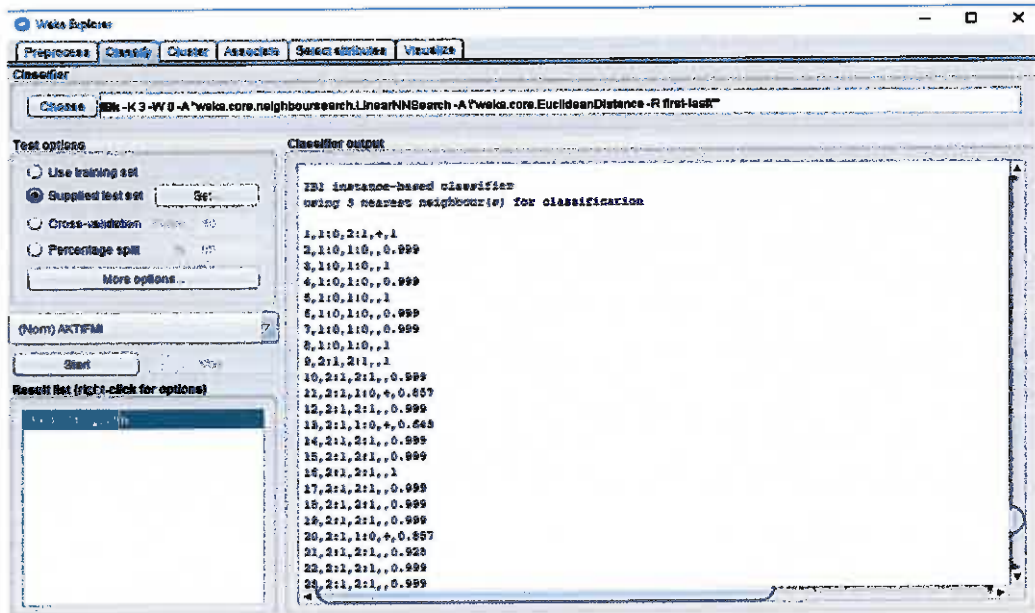 Weka Explorer
Preprocess Classify Cluster Associate Select attributes Visualize
Classifier
Choose IBk -K 3 -W 0 -A "weka.core.neighboursearch.LinearNNSearch -A \"weka.core.EuclideanDistance -R first-last\""
Test options
Use training set
Supplied test set Set...
Cross-validation
Percentage split
More options...
(Nom) AKTIFMI
Start
Result list (right-click for options)
Classifier output
IB1 instance-based classifier
using 3 nearest neighbour(s) for classification
1,1:0,2:1,+,1
2,1:0,1:0,,0.999
3,1:0,1:0,,1
4,1:0,1:0,,0.999
5,1:0,1:0,,1
6,1:0,1:0,,0.999
7,1:0,1:0,,0.999
8,1:0,1:0,,1
9,2:1,2:1,,1
10,2:1,2:1,,0.999
11,2:1,1:0,+,0.857
12,2:1,2:1,,0.999
14,2:1,2:1,,0.999
15,2:1,2:1,,0.999
16,2:1,2:1,,1
17,2:1,2:1,,0.999
18,2:1,2:1,,0.999
19,2:1,2:1,,0.999
20,2:1,1:0,+,0.857
21,2:1,2:1,,0.928
22,2:1,2:1,,0.999
23,2:1,2:1,,0.999